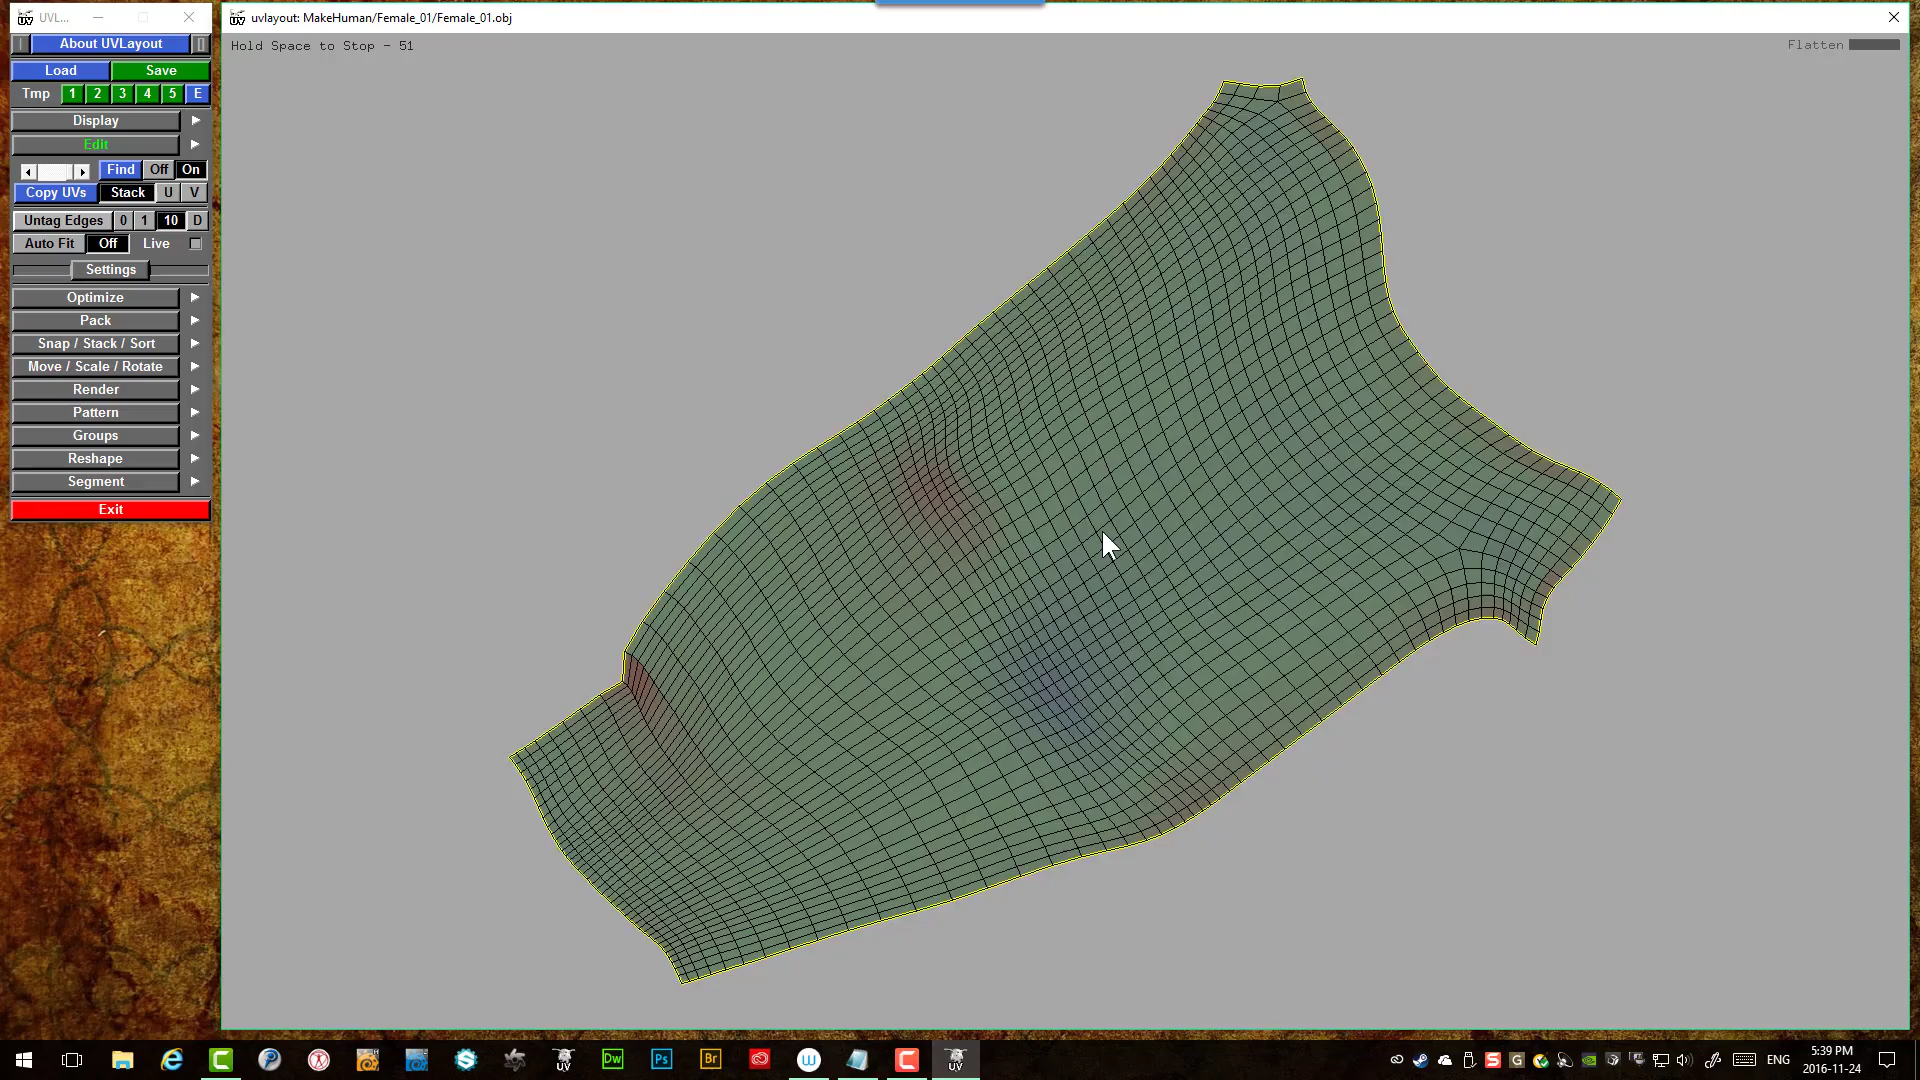 UVL...
uvlayout: MakeHuman/Female_01/Female_01.obj
About UVLayout
Hold Space to Stop - 51
Flatten
Load Save
Tmp 1 2 3 4 5 E
Display
Edit
Find Off On
Copy UVs Stack U V
Untag Edges 0 1 10 D
Auto Fit Off Live
Settings
Optimize
Pack
Snap / Stack / Sort
Move / Scale / Rotate
Render
Pattern
Groups
Reshape
Segment
Exit
Dw Ps Br UV
ENG
5:39 PM
2016-11-24